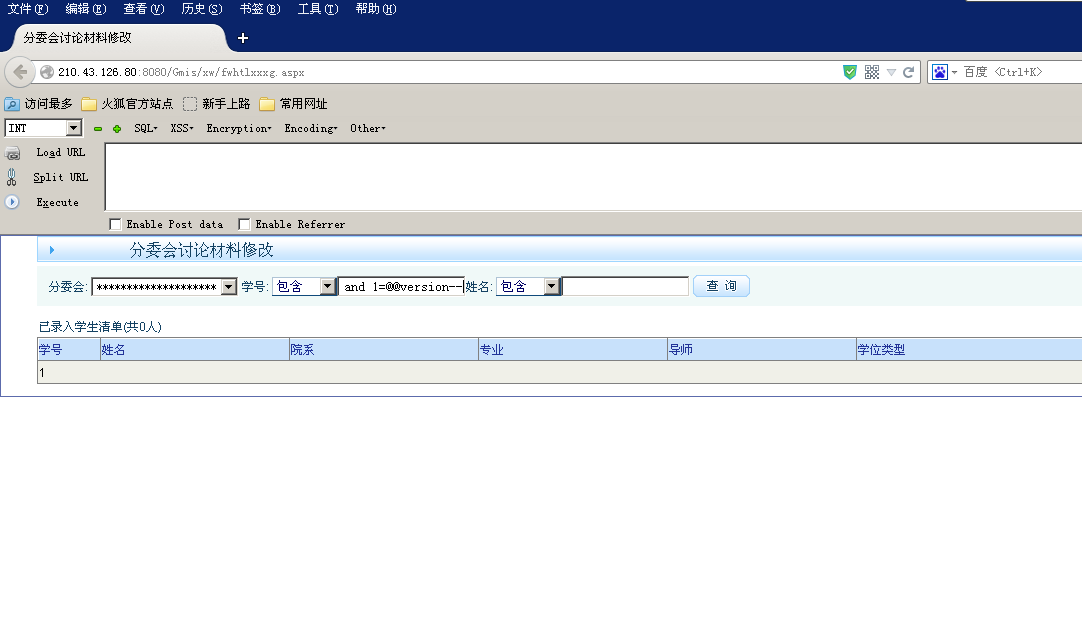 文件(F) 编辑(E) 查看(V) 历史(S) 书签(B) 工具(T) 帮助(H)
分委会讨论材料修改 +
210.43.126.80:8080/Gmis/xw/fwhtlxxxg.aspx 百度 <Ctrl+K>
访问最多 火狐官方站点 新手上路 常用网址
INT SQL XSS Encryption Encoding Other
Load URL
Split URL
Execute
Enable Post data Enable Referrer
分委会讨论材料修改
分委会: ******************** 学号: 包含 and 1=@@version-- 姓名: 包含 查 询
已录入学生清单(共0人)
学号 姓名 院系 专业 导师 学位类型
1